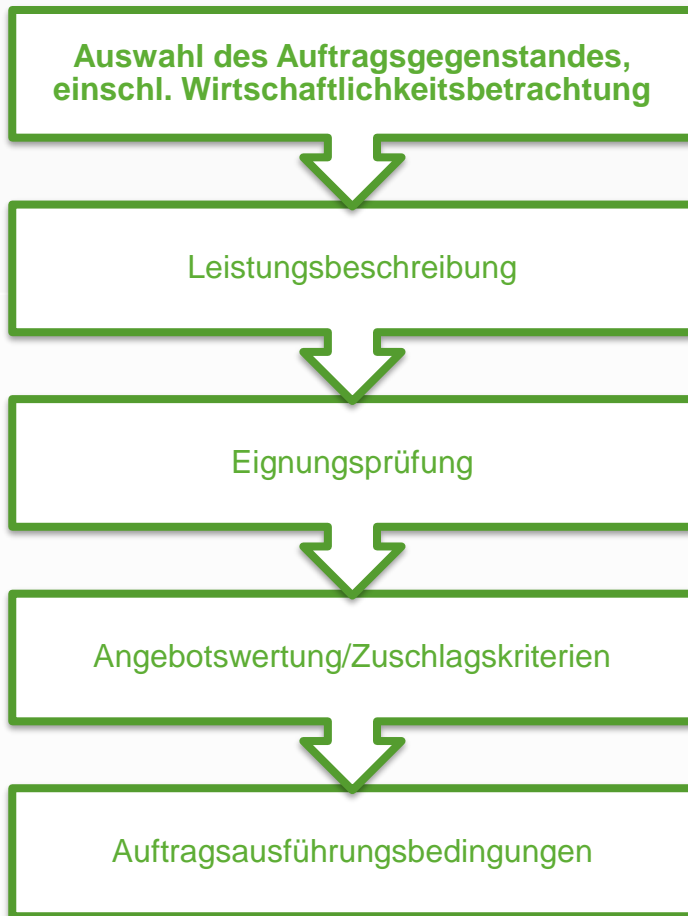 Auswahl des Auftragsgegenstandes,
einschl. Wirtschaftlichkeitsbetrachtung
Leistungsbeschreibung
Eignungsprüfung
Angebotswertung/Zuschlagskriterien
Auftragsausführungsbedingungen